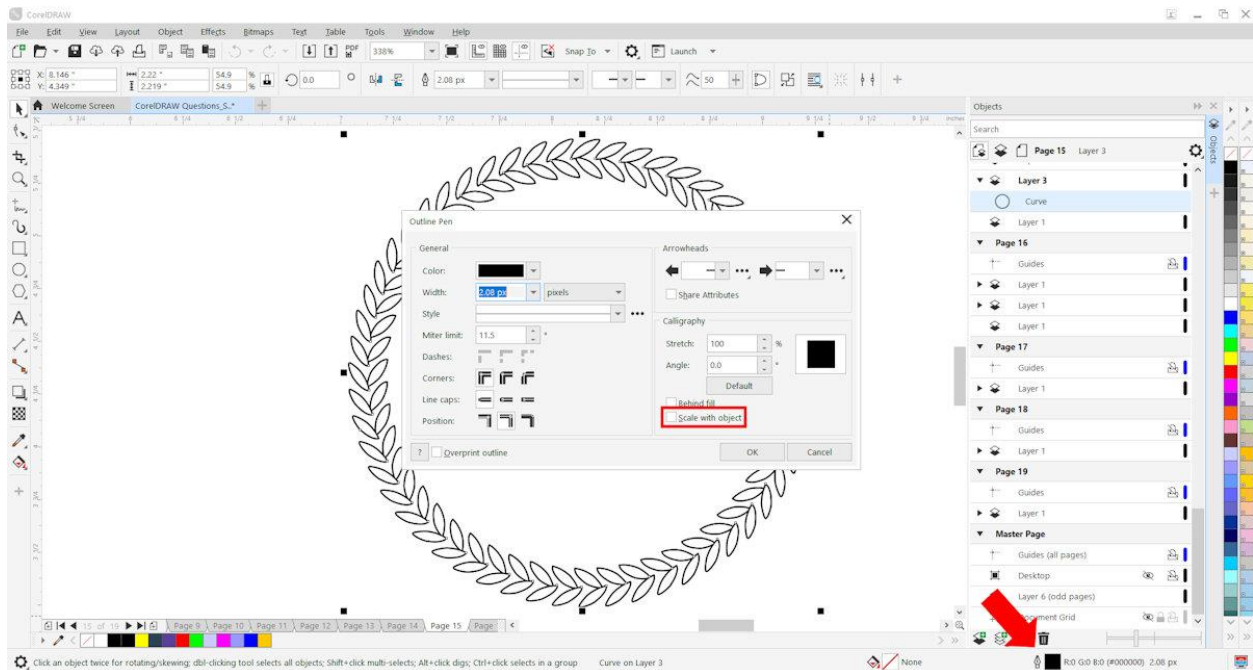 CorelDRAW
File Edit View Layout Object Effects Bitmaps Text Table Tools Window Help
PDF 338% Snap To Launch
X: 8.146 " 2.22 " 54.9 % 0.0 ° 2.08 px 50
Y: 4.349 " 2.219 " 54.9 %
Welcome Screen CorelDRAW Questions_S..*
inches
Objects
Search
Page 15 Layer 3
Layer 3
Curve
Layer 1
Page 16
Guides
Layer 1
Layer 1
Layer 1
Page 17
Guides
Layer 1
Page 18
Guides
Layer 1
Page 19
Guides
Layer 1
Master Page
Guides (all pages)
Desktop
Layer 6 (odd pages)
Grid
Objects
Outline Pen
General
Color:
Width: 2.08 px pixels
Style
Miter limit: 11.5 °
Dashes:
Corners:
Line caps:
Position:
? Overprint outline
Arrowheads
Share Attributes
Calligraphy
Stretch: 100 %
Angle: 0.0 °
Default
Behind fill
Scale with object
OK Cancel
15 of 19 Page 9 Page 10 Page 11 Page 12 Page 13 Page 14 Page 15 Page
Click an object twice for rotating/skewing; dbl-clicking tool selects all objects; Shift+click multi-selects; Alt+click digs; Ctrl+click selects in a group Curve on Layer 3 None R:0 G:0 B:0 (#000000) 2.08 px